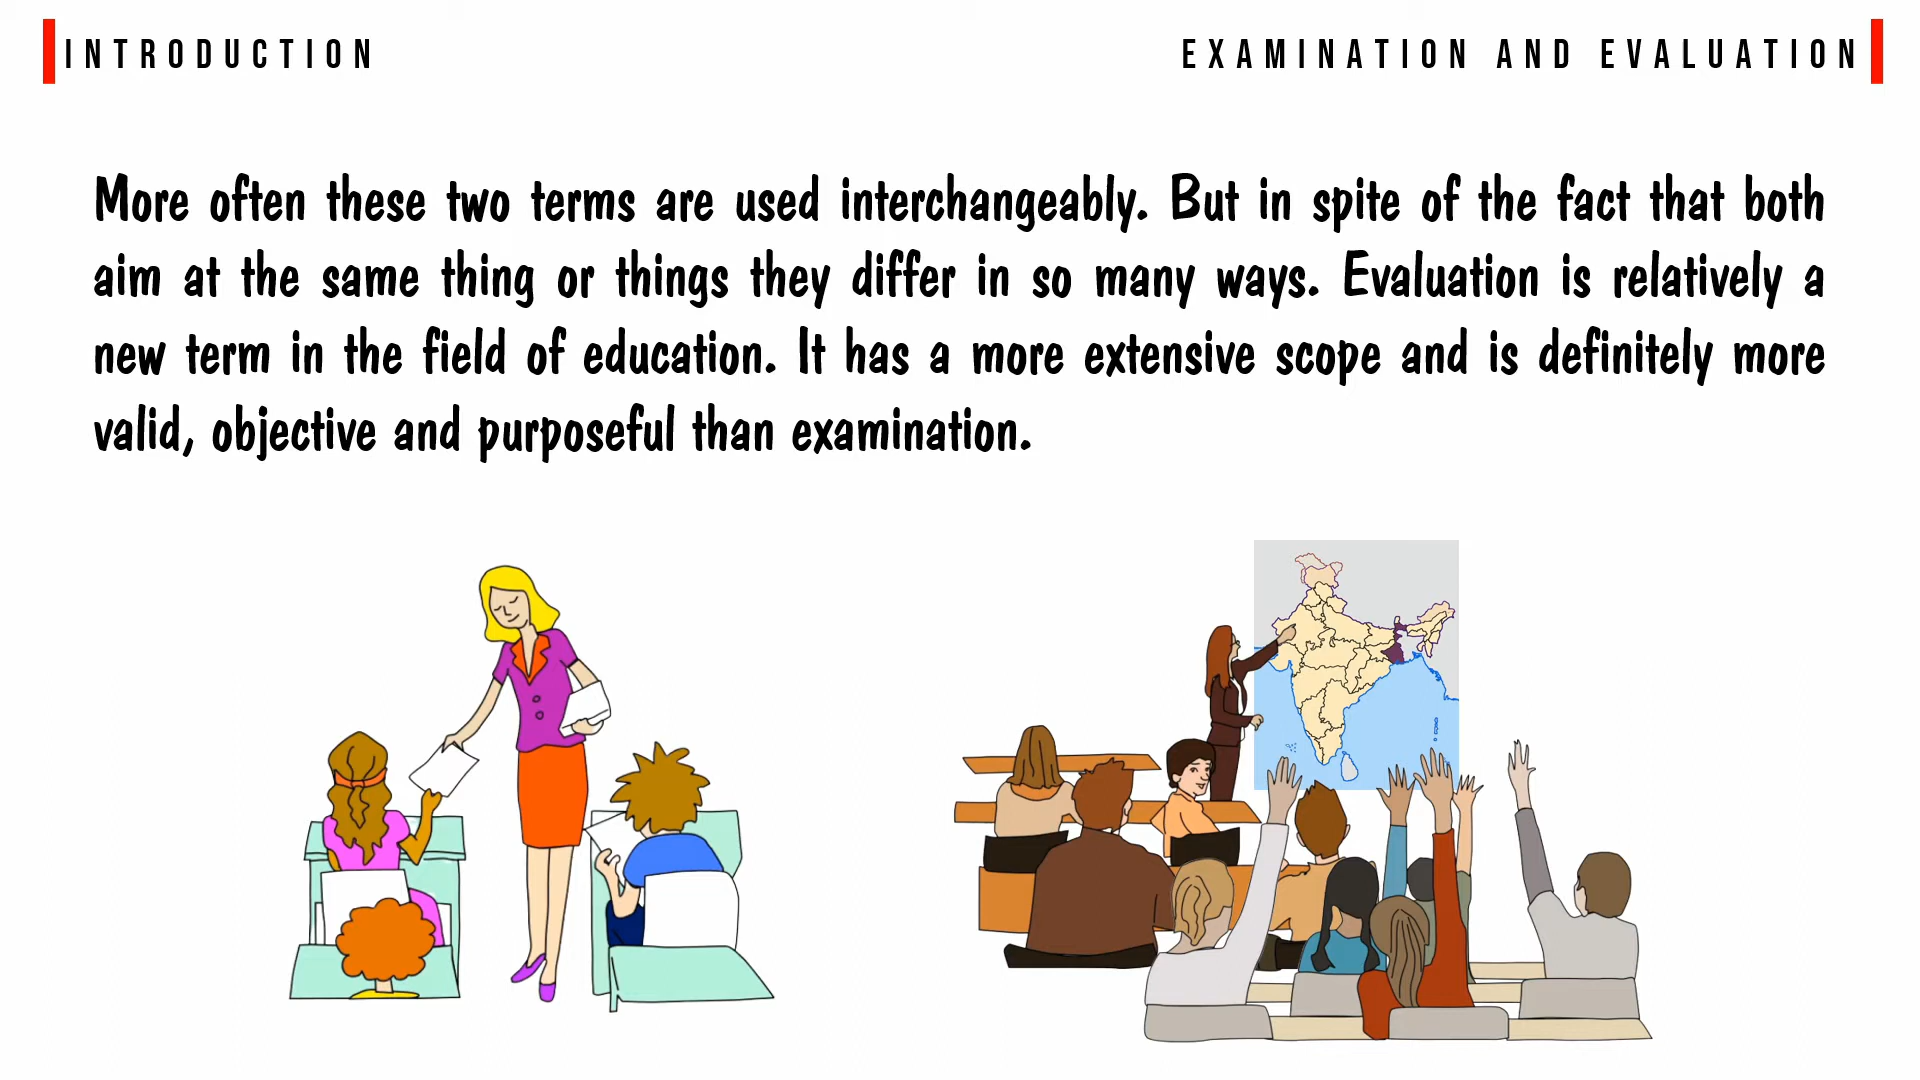 INTRODUCTION
EXAMINATION AND EVALUATION
More often these two terms are used interchangeably. But in spite of the fact that both
aim at the same thing or things they differ in so many ways. Evaluation is relatively a
new term in the field of education. It has a more extensive scope and is definitely more
valid, objective and purposeful than examination.